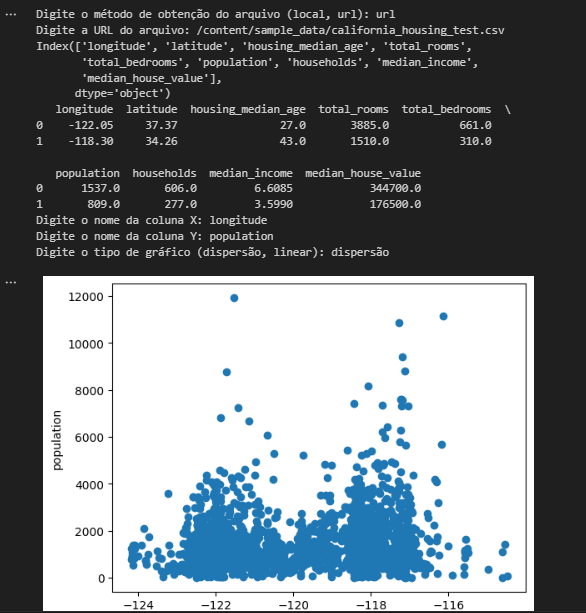 Digite o método de obtenção do arquivo (local, url): url
Digite a URL do arquivo: /content/sample_data/california_housing_test.csv
Index(['longitude', 'latitude', 'housing_median_age', 'total_rooms',
'total_bedrooms', 'population', 'households', 'median_income',
'median_house_value'],
dtype='object')
longitude latitude housing_median_age total_rooms total_bedrooms \
0 -122.05 37.37 27.0 3885.0 661.0
1 -118.30 34.26 43.0 1510.0 310.0
population households median_income median_house_value
0 1537.0 606.0 6.6085 344700.0
1 809.0 277.0 3.5990 176500.0
Digite o nome da coluna X: longitude
Digite o nome da coluna Y: population
Digite o tipo de gráfico (dispersão, linear): dispersão
12000
10000
8000
6000
4000
2000
0
population
-124 -122 -120 -118 -116